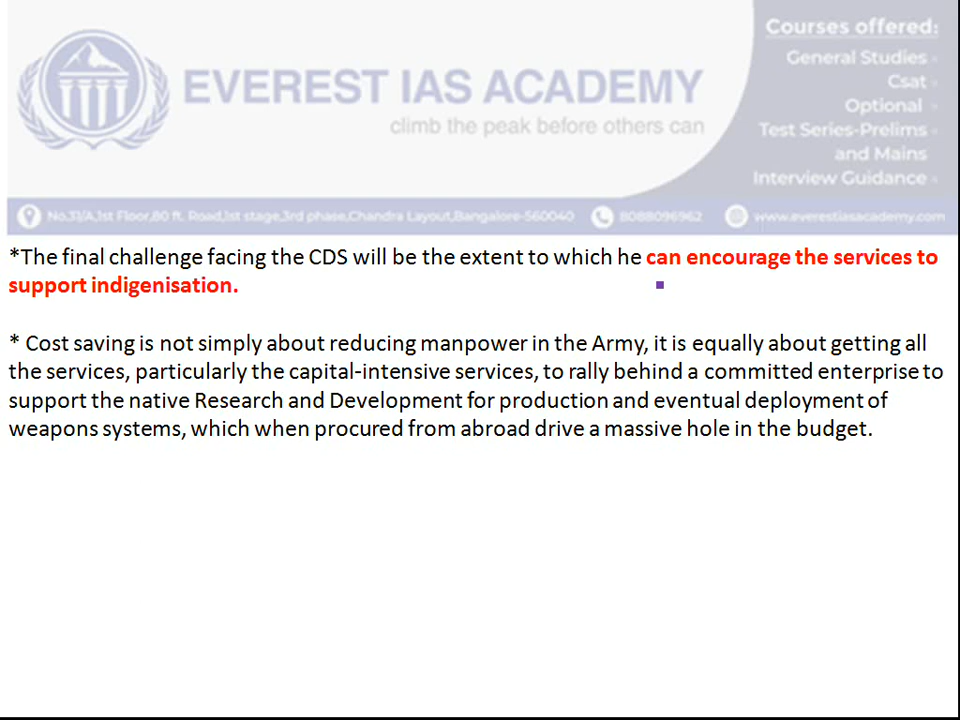 EVEREST IAS ACADEMY
climb the peak before others can
Courses offered:
General Studies
Csat
Optional
Test Series-Prelims
and Mains
Interview Guidance
No.31/A,1st Floor,80 ft. Road,1st stage,3rd phase,Chandra Layout,Bangalore-560040
8088096962
www.everestiasacademy.com
*The final challenge facing the CDS will be the extent to which he can encourage the services to
support indigenisation.
* Cost saving is not simply about reducing manpower in the Army, it is equally about getting all
the services, particularly the capital-intensive services, to rally behind a committed enterprise to
support the native Research and Development for production and eventual deployment of
weapons systems, which when procured from abroad drive a massive hole in the budget.